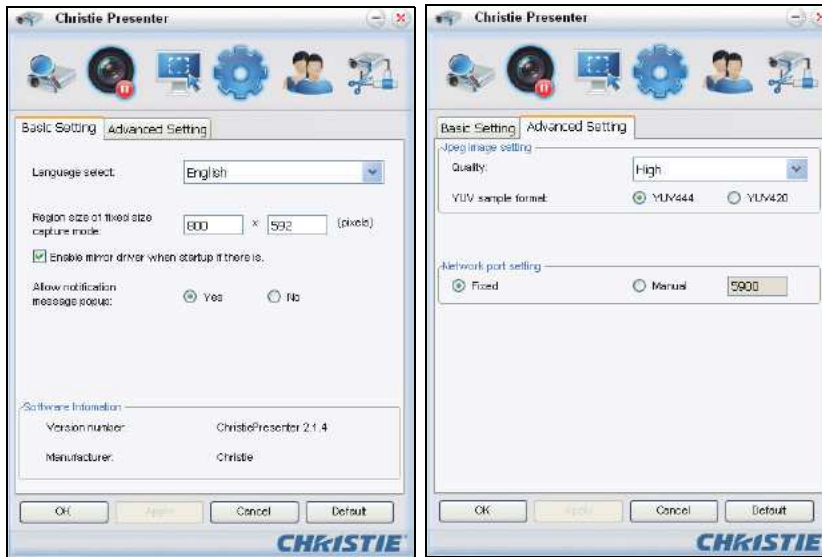 Christie Presenter
Basic Setting Advanced Setting
Language select: English
Region size of fixed size
capture mode: 800 x 592 (pixels)
Enable mirror driver when startup if there is.
Allow notification
message popup: Yes No
Software Infomation
Version number: ChristiePresenter 2.1.4
Manufacturer: Christie
OK Apply Cancel Default
CHRISTIE
Christie Presenter
Basic Setting Advanced Setting
Jpeg image setting
Quality: High
YUV sample format: YUV444 YUV420
Network port setting
Fixed Manual 5900
OK Apply Cancel Default
CHRISTIE